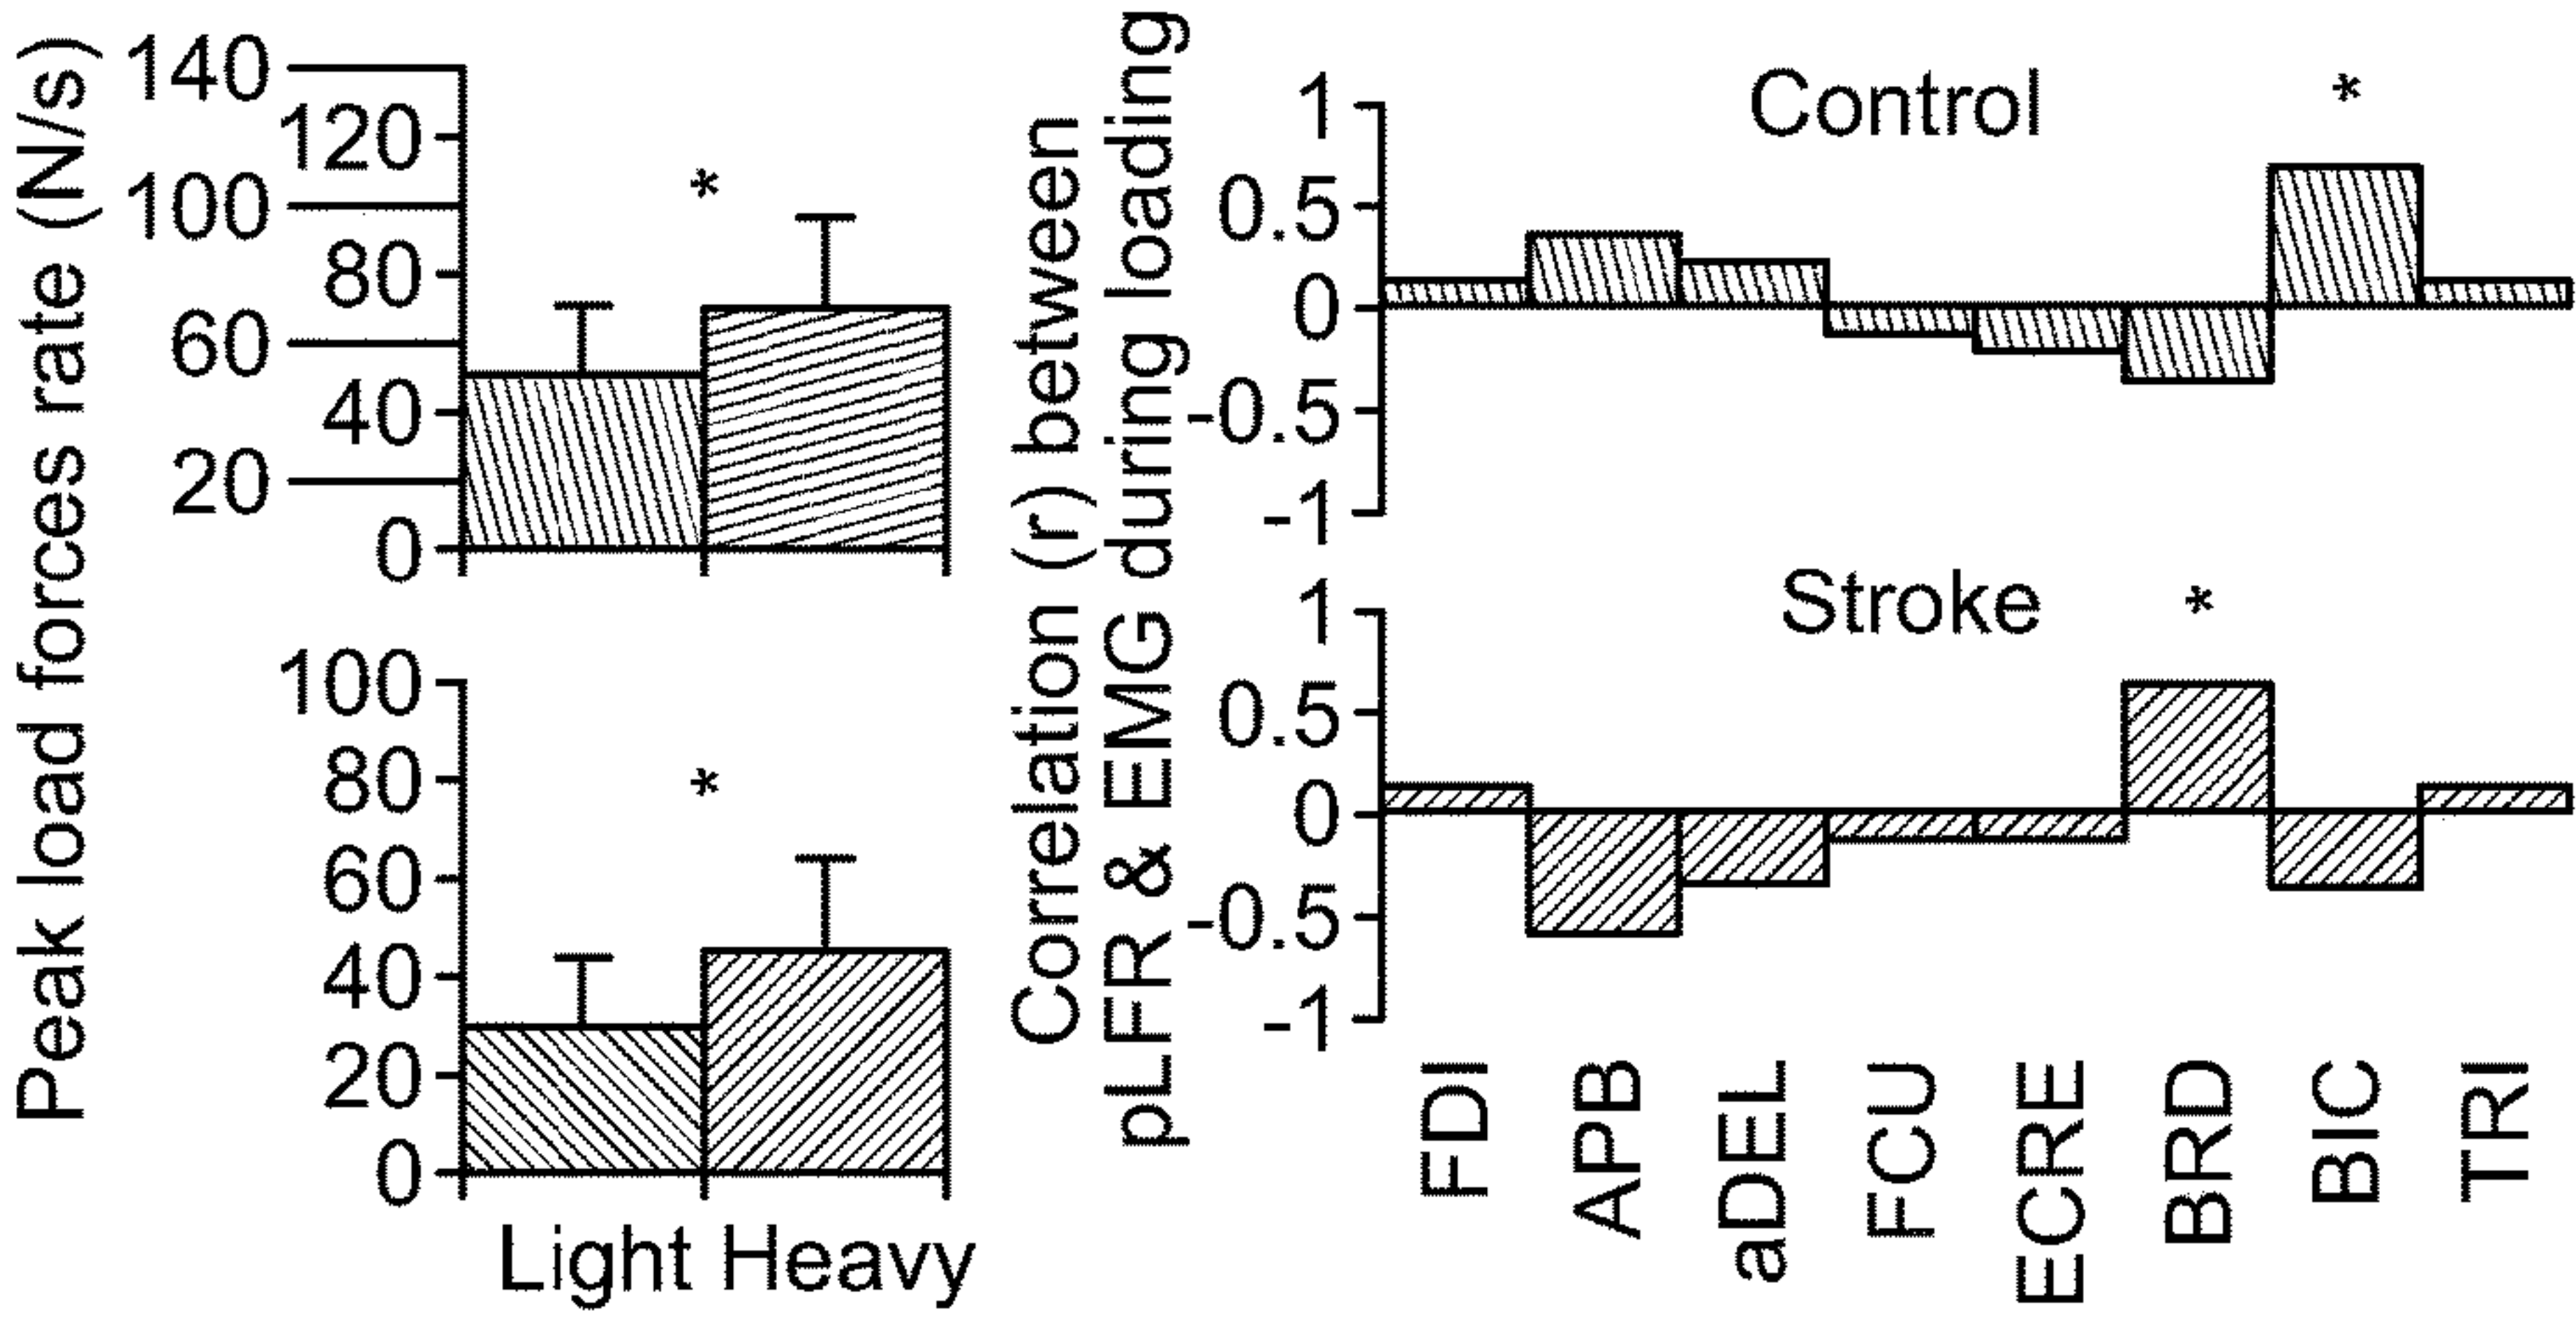 Peak load forces rate (N/s)
140
120
100
80
60
40
20
0
*
100
80
60
40
20
0
*
Light Heavy
Correlation (r) between
pLFR & EMG during loading
Control
*
1
0.5
0
-0.5
-1
Stroke
*
1
0.5
0
-0.5
-1
FDI
APB
aDEL
FCU
ECRE
BRD
BIC
TRI